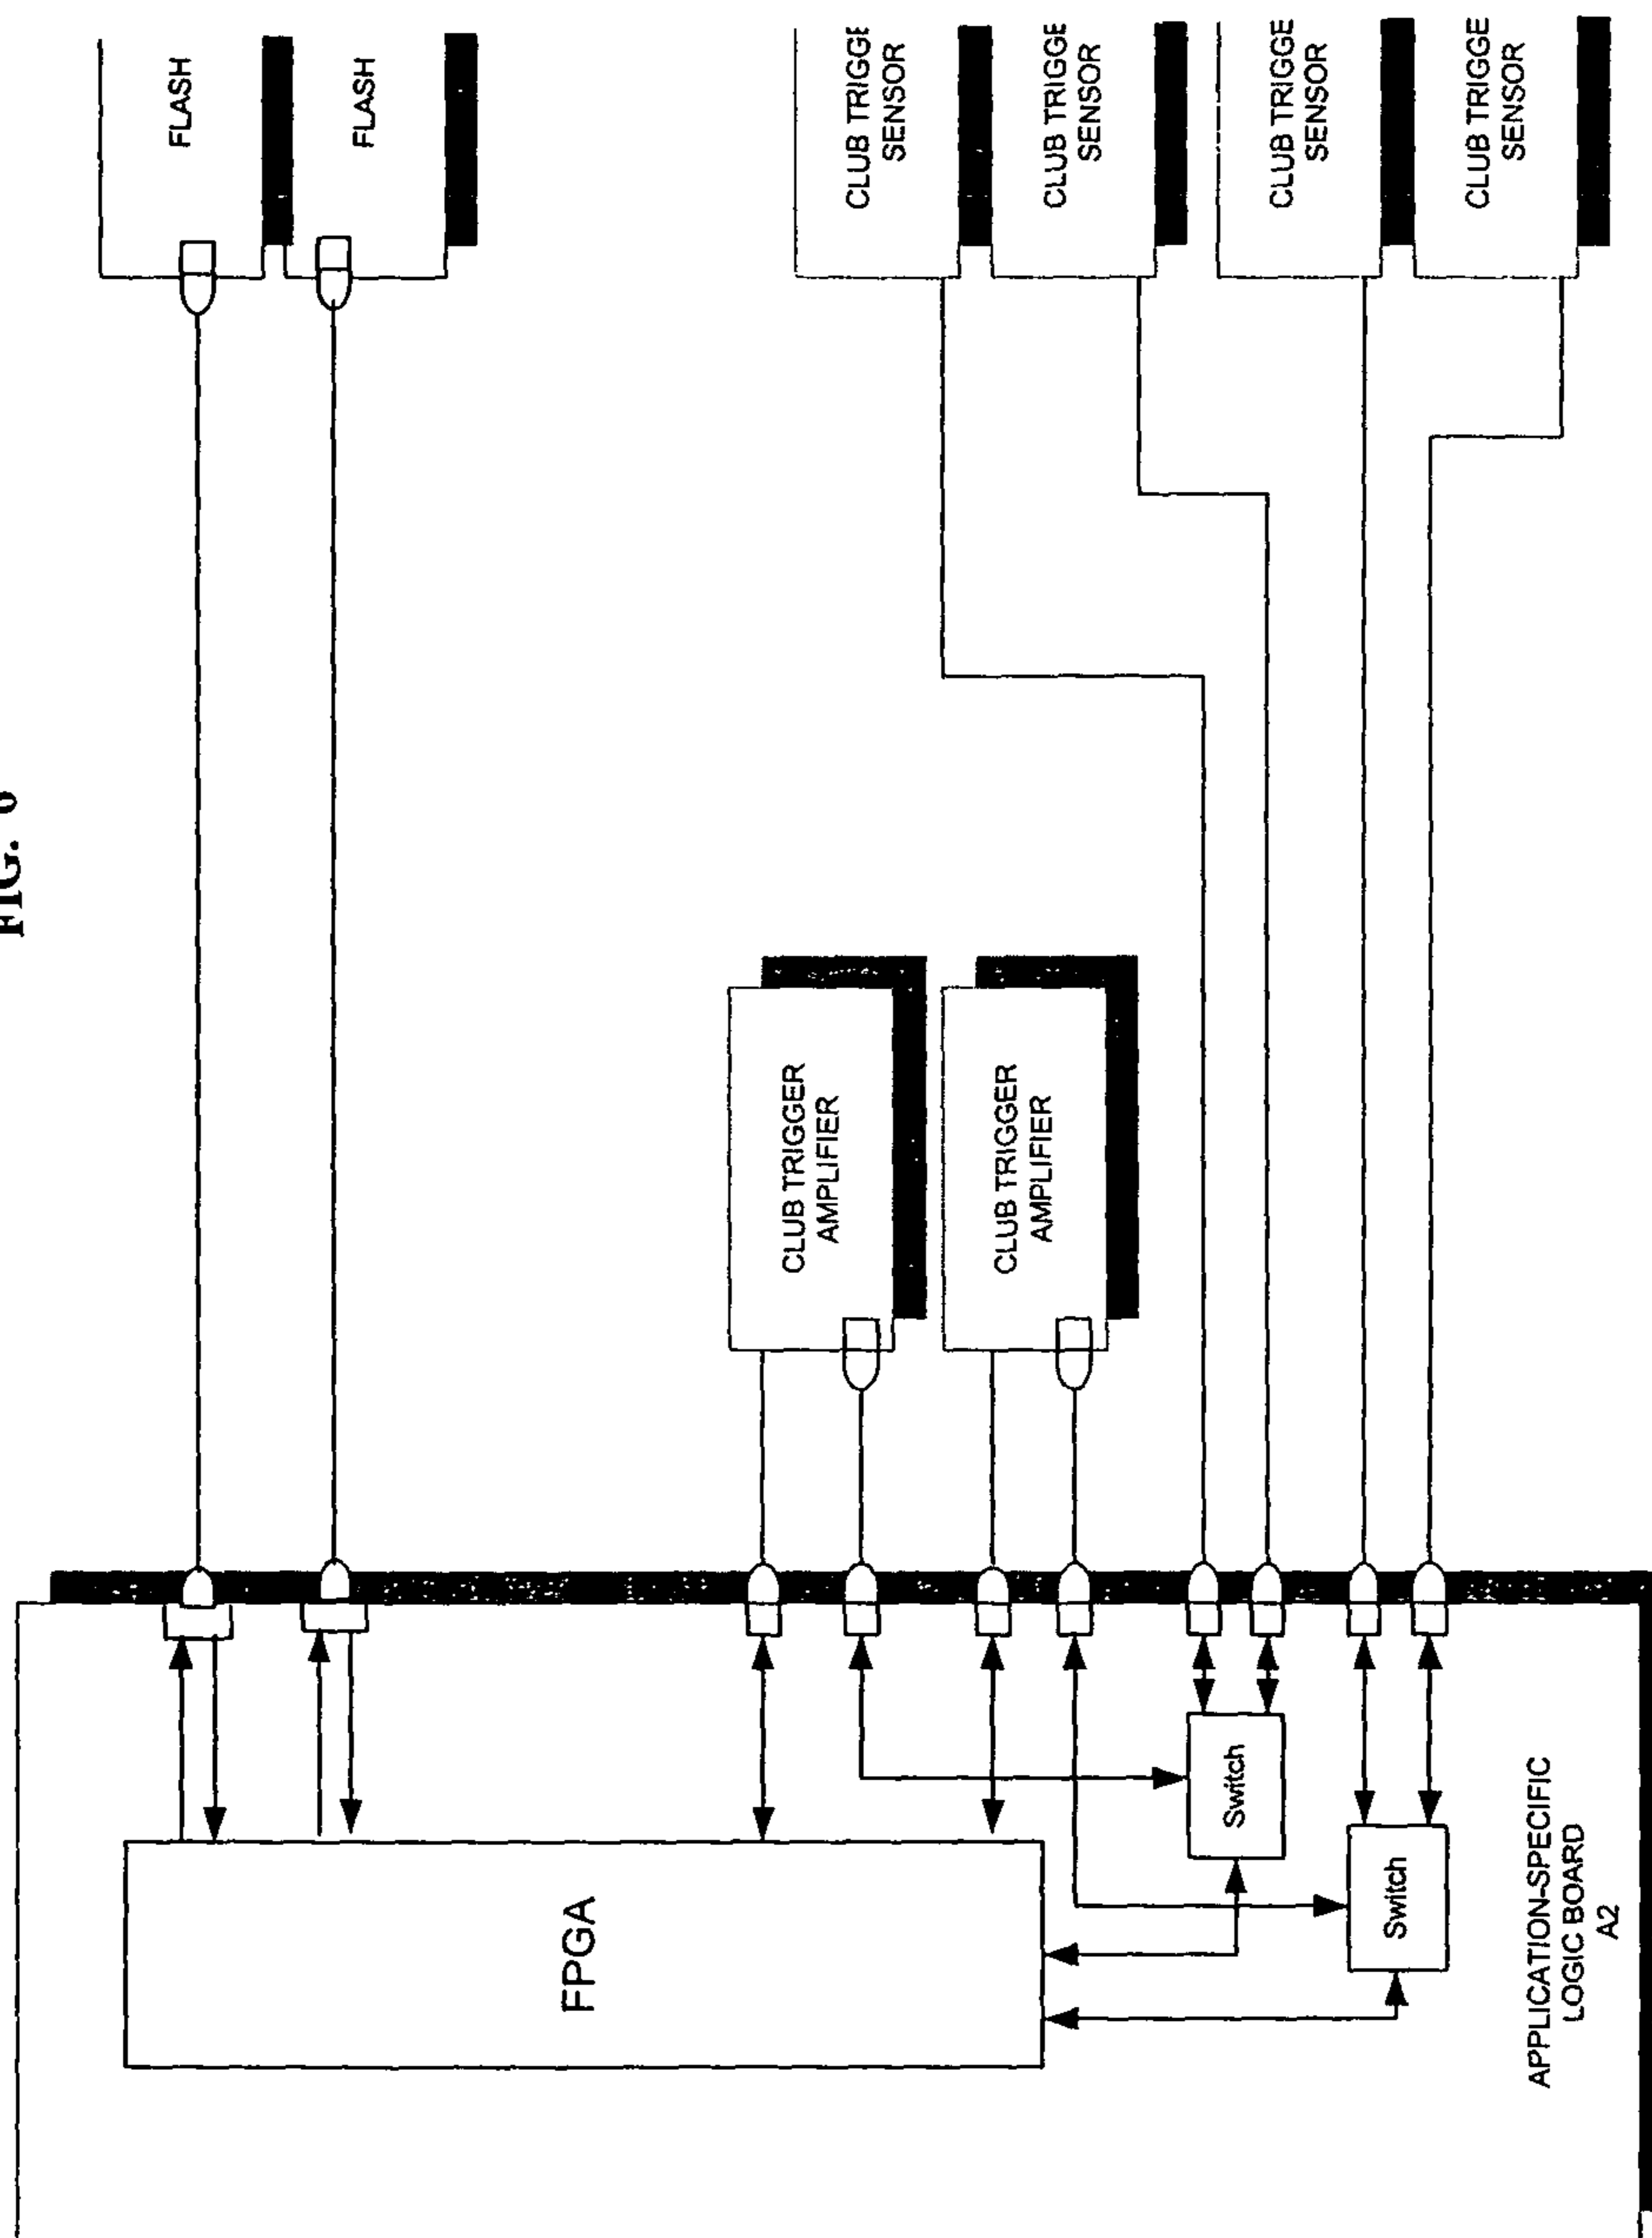 FIG. 6
FLASH
FLASH
CLUB TRIGGE
SENSOR
CLUB TRIGGE
SENSOR
CLUB TRIGGE
SENSOR
CLUB TRIGGE
SENSOR
CLUB TRIGGER
AMPLIFIER
CLUB TRIGGER
AMPLIFIER
FPGA
Switch
Switch
APPLICATION-SPECIFIC
LOGIC BOARD
A2